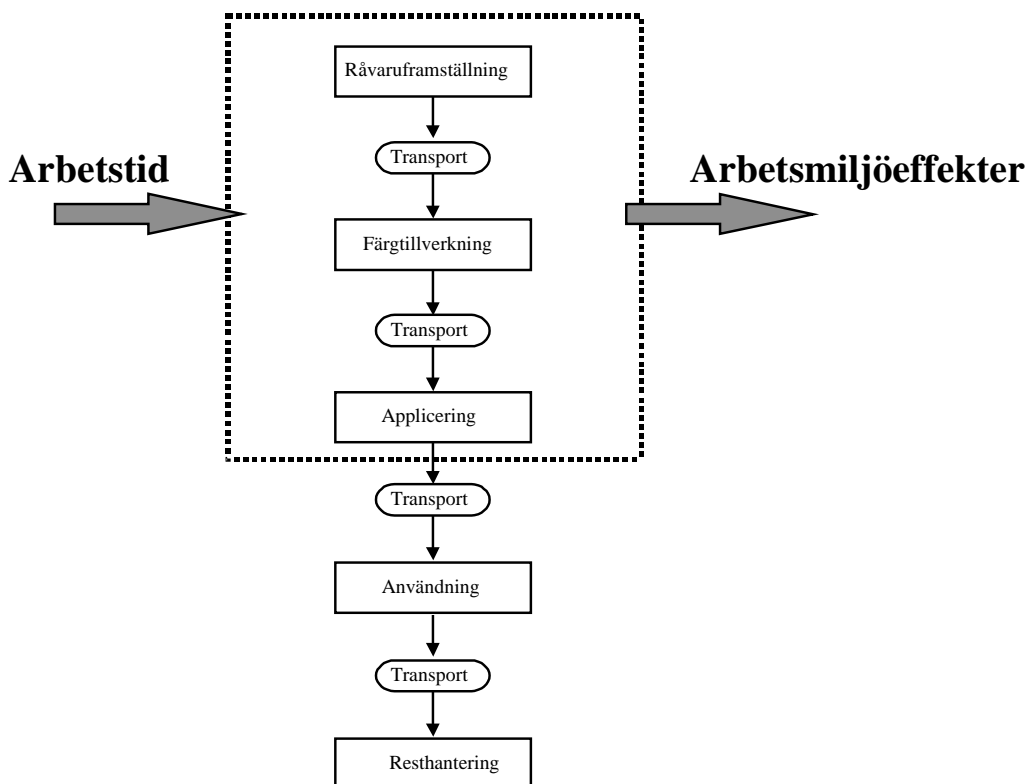 Råvaruframställning
Transport
Arbetstid
Arbetsmiljöeffekter
Färgtillverkning
Transport
Applicering
Transport
Användning
Transport
Resthantering